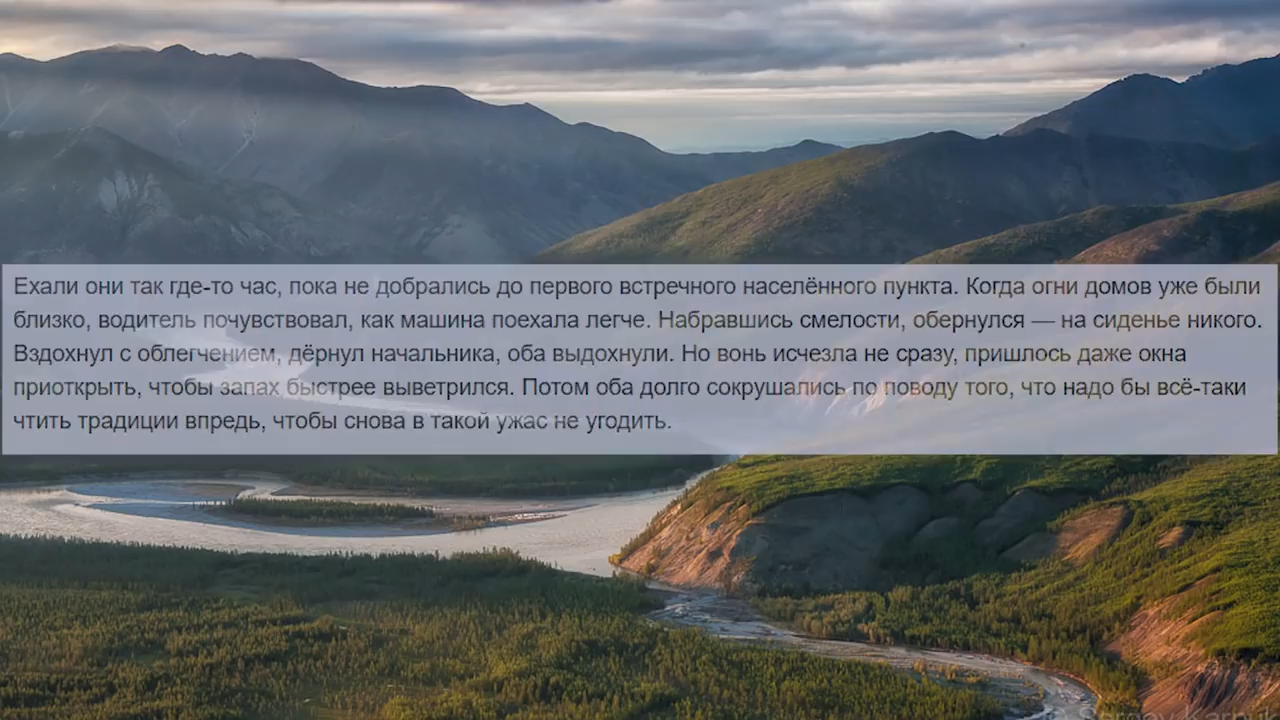 Ехали они так где-то час, пока не добрались до первого встречного населённого пункта. Когда огни домов уже были
близко, водитель почувствовал, как машина поехала легче. Набравшись смелости, обернулся — на сиденье никого.
Вздохнул с облегчением, дёрнул начальника, оба выдохнули. Но вонь исчезла не сразу, пришлось даже окна
приоткрыть, чтобы запах быстрее выветрился. Потом оба долго сокрушались по поводу того, что надо бы всё-таки
чтить традиции впредь, чтобы снова в такой ужас не угодить.